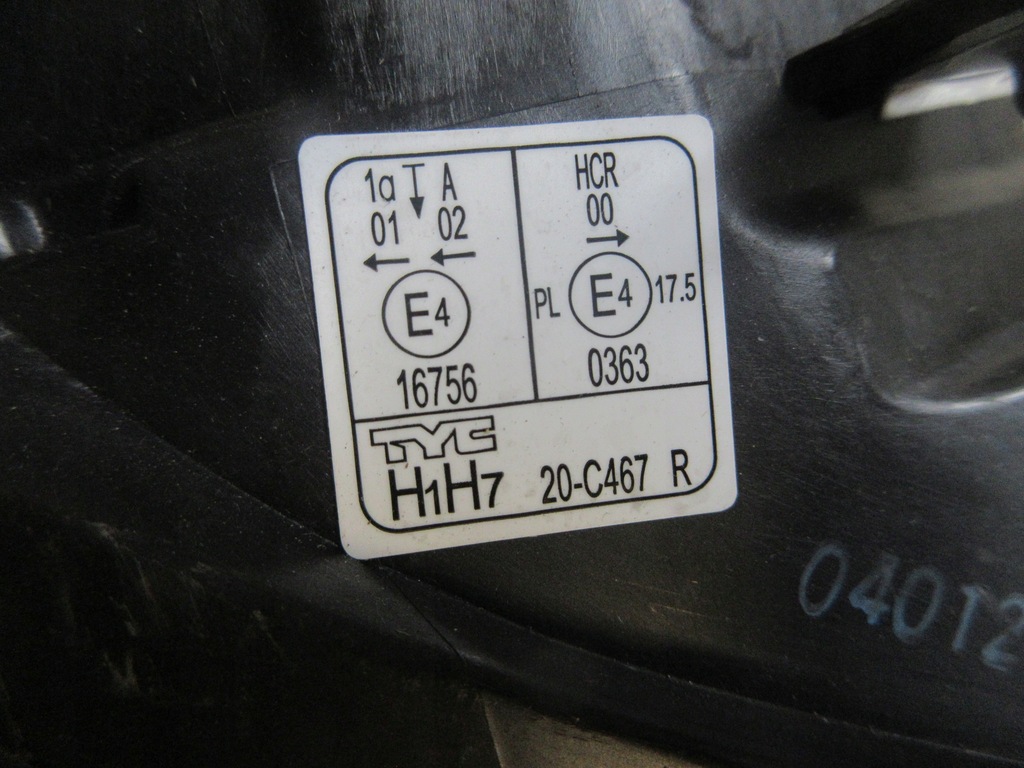 1a A
01 02
E4
16756
HCR
00
PL E4 17.5
0363
TYC
H1H7 20-C467 R
04012